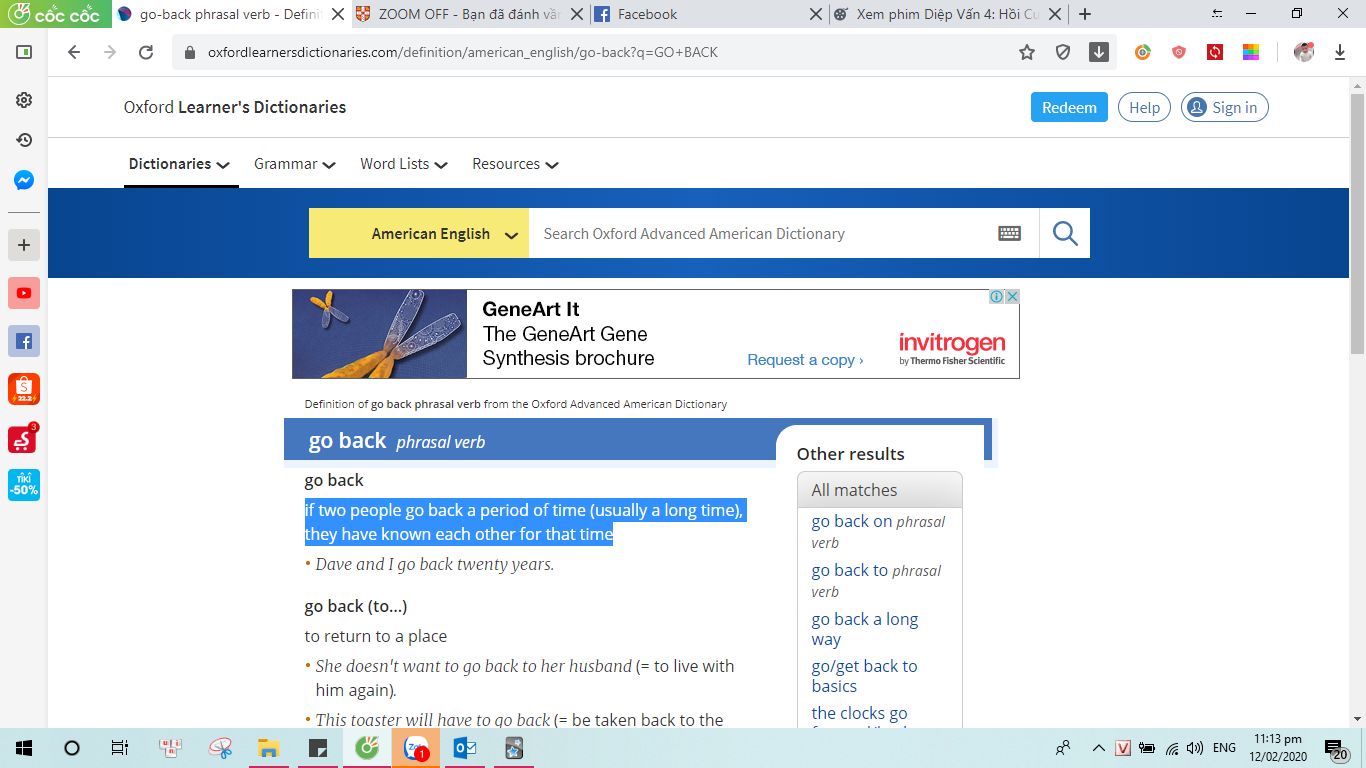 cốc cốc
go-back phrasal verb - Defini
ZOOM OFF - Bạn đã đánh vần
Facebook
Xem phim Diệp Vấn 4: Hồi Cu
oxfordlearnersdictionaries.com/definition/american_english/go-back?q=GO+BACK
Oxford Learner's Dictionaries
Redeem
Help
Sign in
Dictionaries
Grammar
Word Lists
Resources
American English
Search Oxford Advanced American Dictionary
GeneArt It
The GeneArt Gene
Synthesis brochure
Request a copy ›
invitrogen
by Thermo Fisher Scientific
Definition of go back phrasal verb from the Oxford Advanced American Dictionary
go back phrasal verb
go back
if two people go back a period of time (usually a long time),
they have known each other for that time
• Dave and I go back twenty years.
go back (to…)
to return to a place
• She doesn't want to go back to her husband (= to live with
him again).
• This toaster will have to go back (= be taken back to the
Other results
All matches
go back on phrasal
verb
go back to phrasal
verb
go back a long
way
go/get back to
basics
the clocks go
22.2
3
TIKI
-50%
Zalo
1
V
ENG
11:13 pm
12/02/2020
20